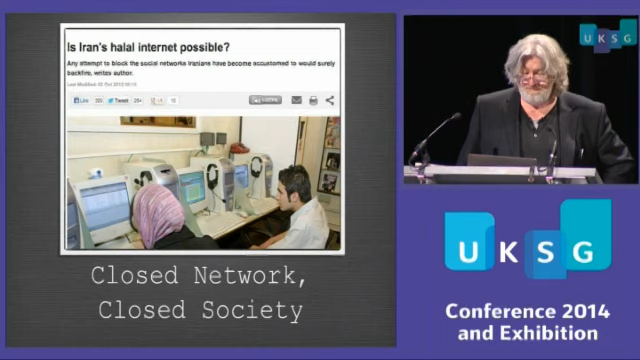 Is Iran's halal internet possible?
Any attempt to block the social networks Iranians have become accustomed to would surely
backfire, writes author.
Like
Tweet
Closed Network,
Closed Society
UKSG
UKSG
Conference 2014
and Exhibition